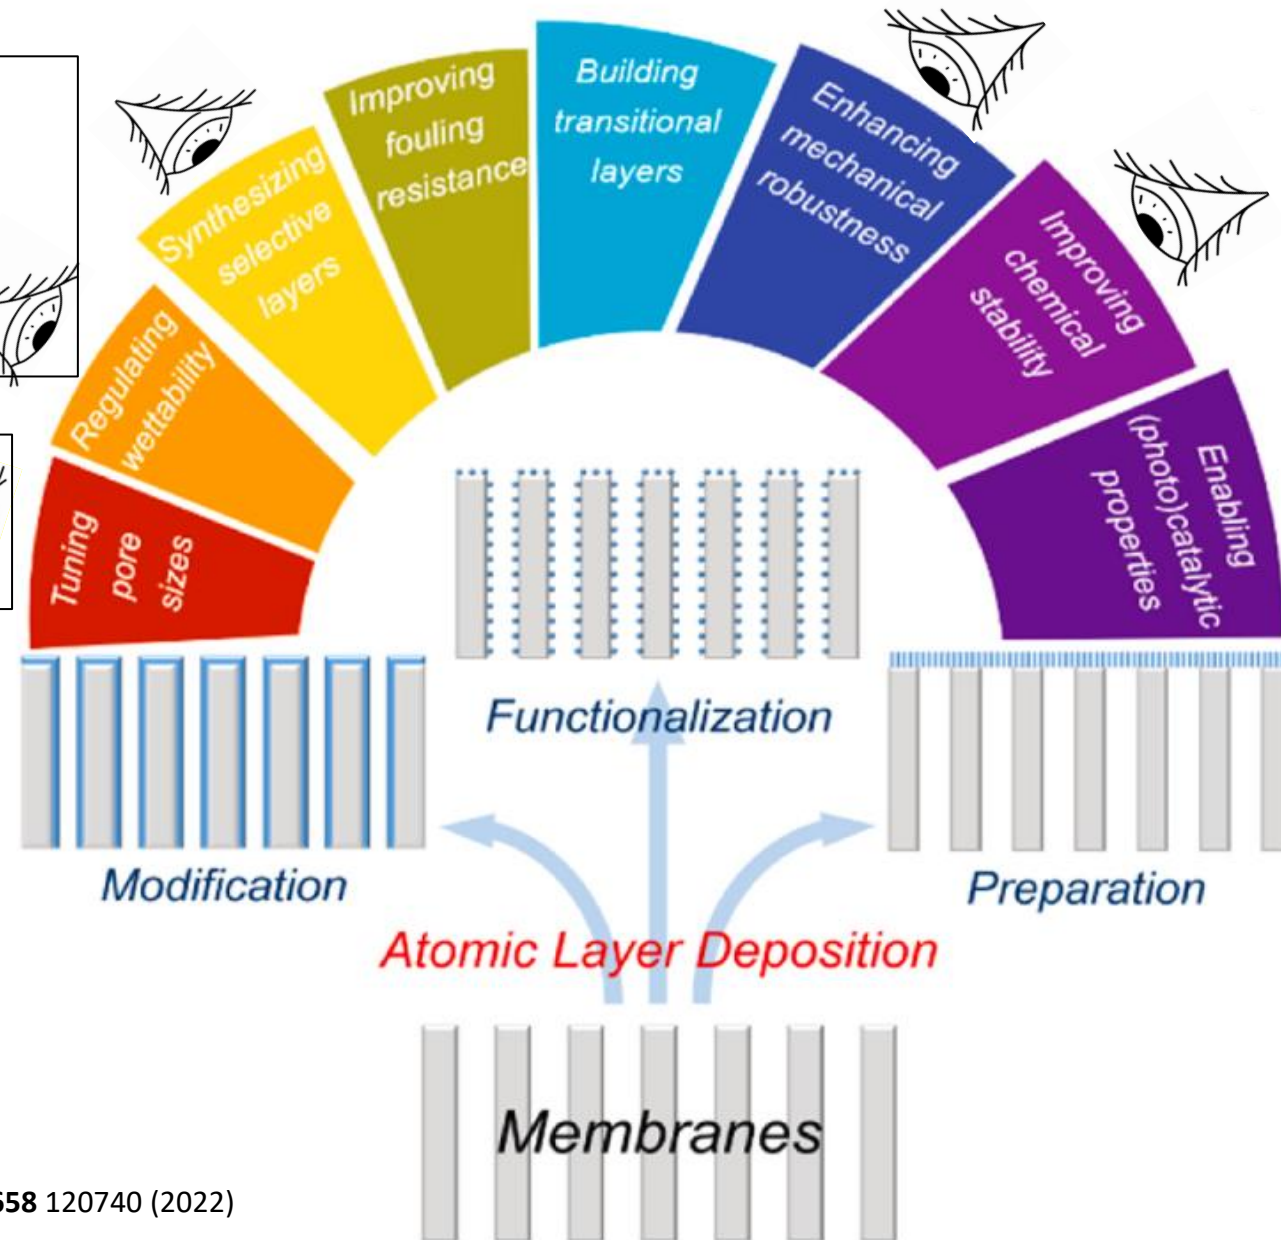 Tuning
pore
sizes
Regulating
wettability
Synthesizing
selective
layers
Improving
fouling
resistance
Building
transitional
layers
Enhancing
mechanical
robustness
Improving
chemical
stability
Enabling
(photo)catalytic
properties
Functionalization
Modification
Preparation
Atomic Layer Deposition
Membranes
658 120740 (2022)